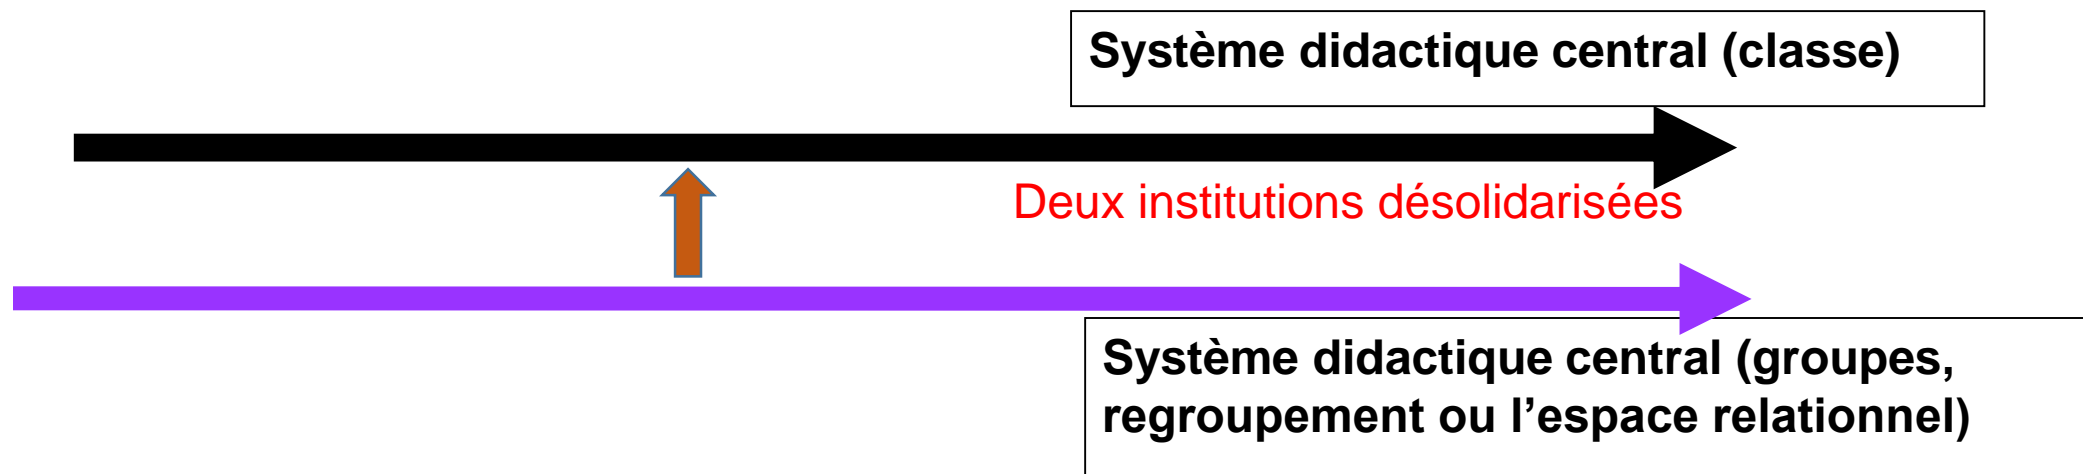 Système didactique central (classe)
Deux institutions désolidarisées
Système didactique central (groupes,
regroupement ou l’espace relationnel)